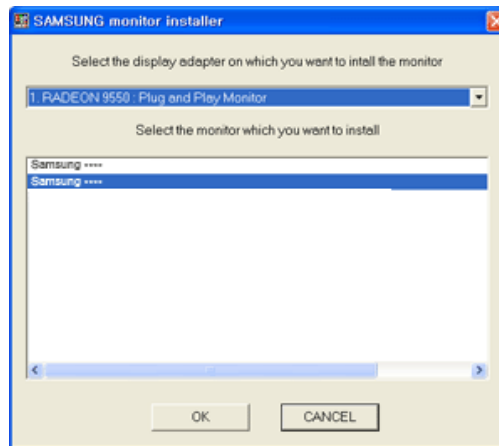 SAMSUNG monitor installer
Select the display adapter on which you want to intall the monitor
1. RADEON 9550 : Plug and Play Monitor
Select the monitor which you want to install
Samsung ----
Samsung ----
OK
CANCEL